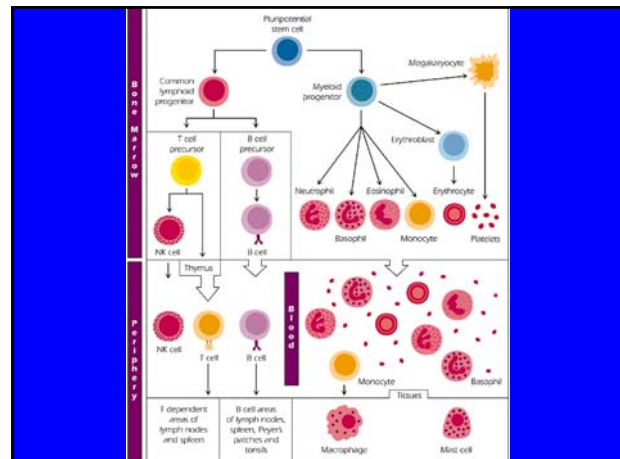 Pluripotential
stem cell
Megakaryocyte
Common
lymphoid
progenitor
Myeloid
progenitor
Bone Marrow
T cell
precursor
B cell
precursor
Erythroblast
Neutrophil
Eosinophil
Erythrocyte
Basophil
Monocyte
Platelets
NK cell
B cell
Thymus
Periphery
Blood
NK cell
T cell
B cell
Monocyte
Basophil
Tissues
T dependent
areas of
lymph nodes
and spleen
B cell areas
of lymph nodes,
spleen, Peyer's
patches and
tonsils
Macrophage
Mast cell